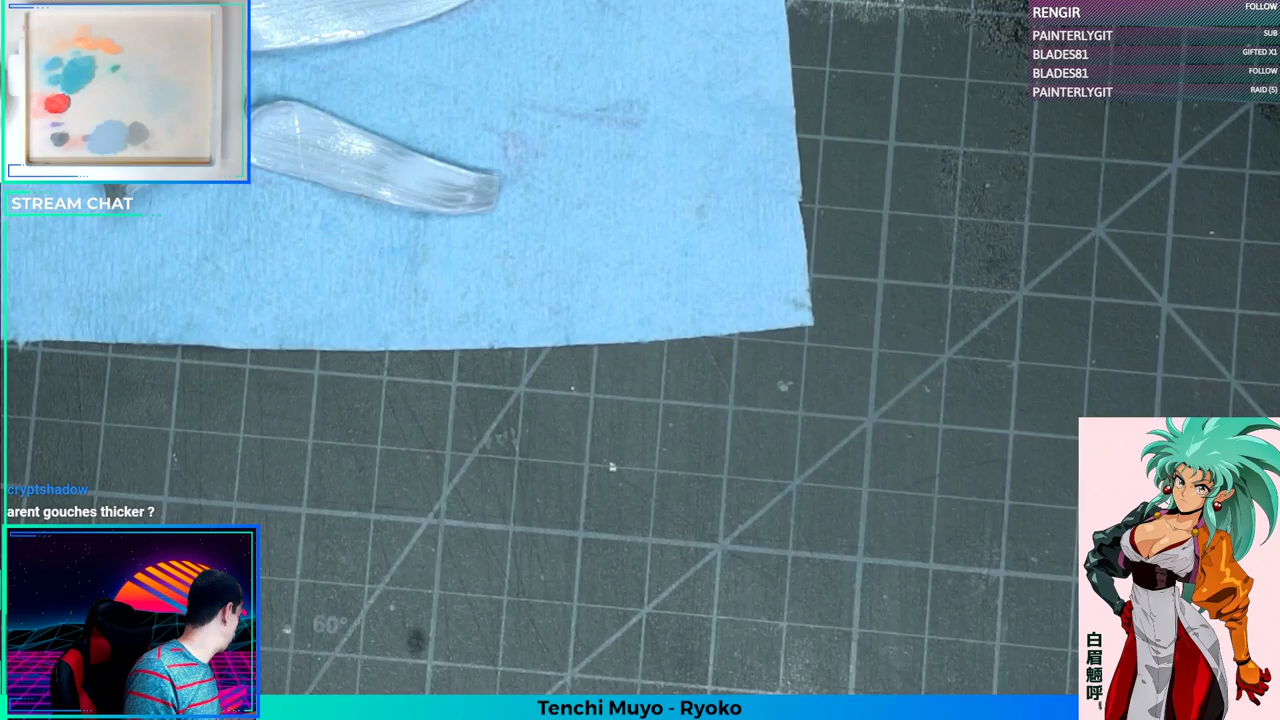 RENGIR FOLLOW
PAINTERLYGIT SUB
BLADES81 GIFTED X1
BLADES81 FOLLOW
PAINTERLYGIT RAID (5)
STREAM CHAT
cryptshadow
arent gouches thicker ?
60°
白眉魎呼
Tenchi Muyo - Ryoko